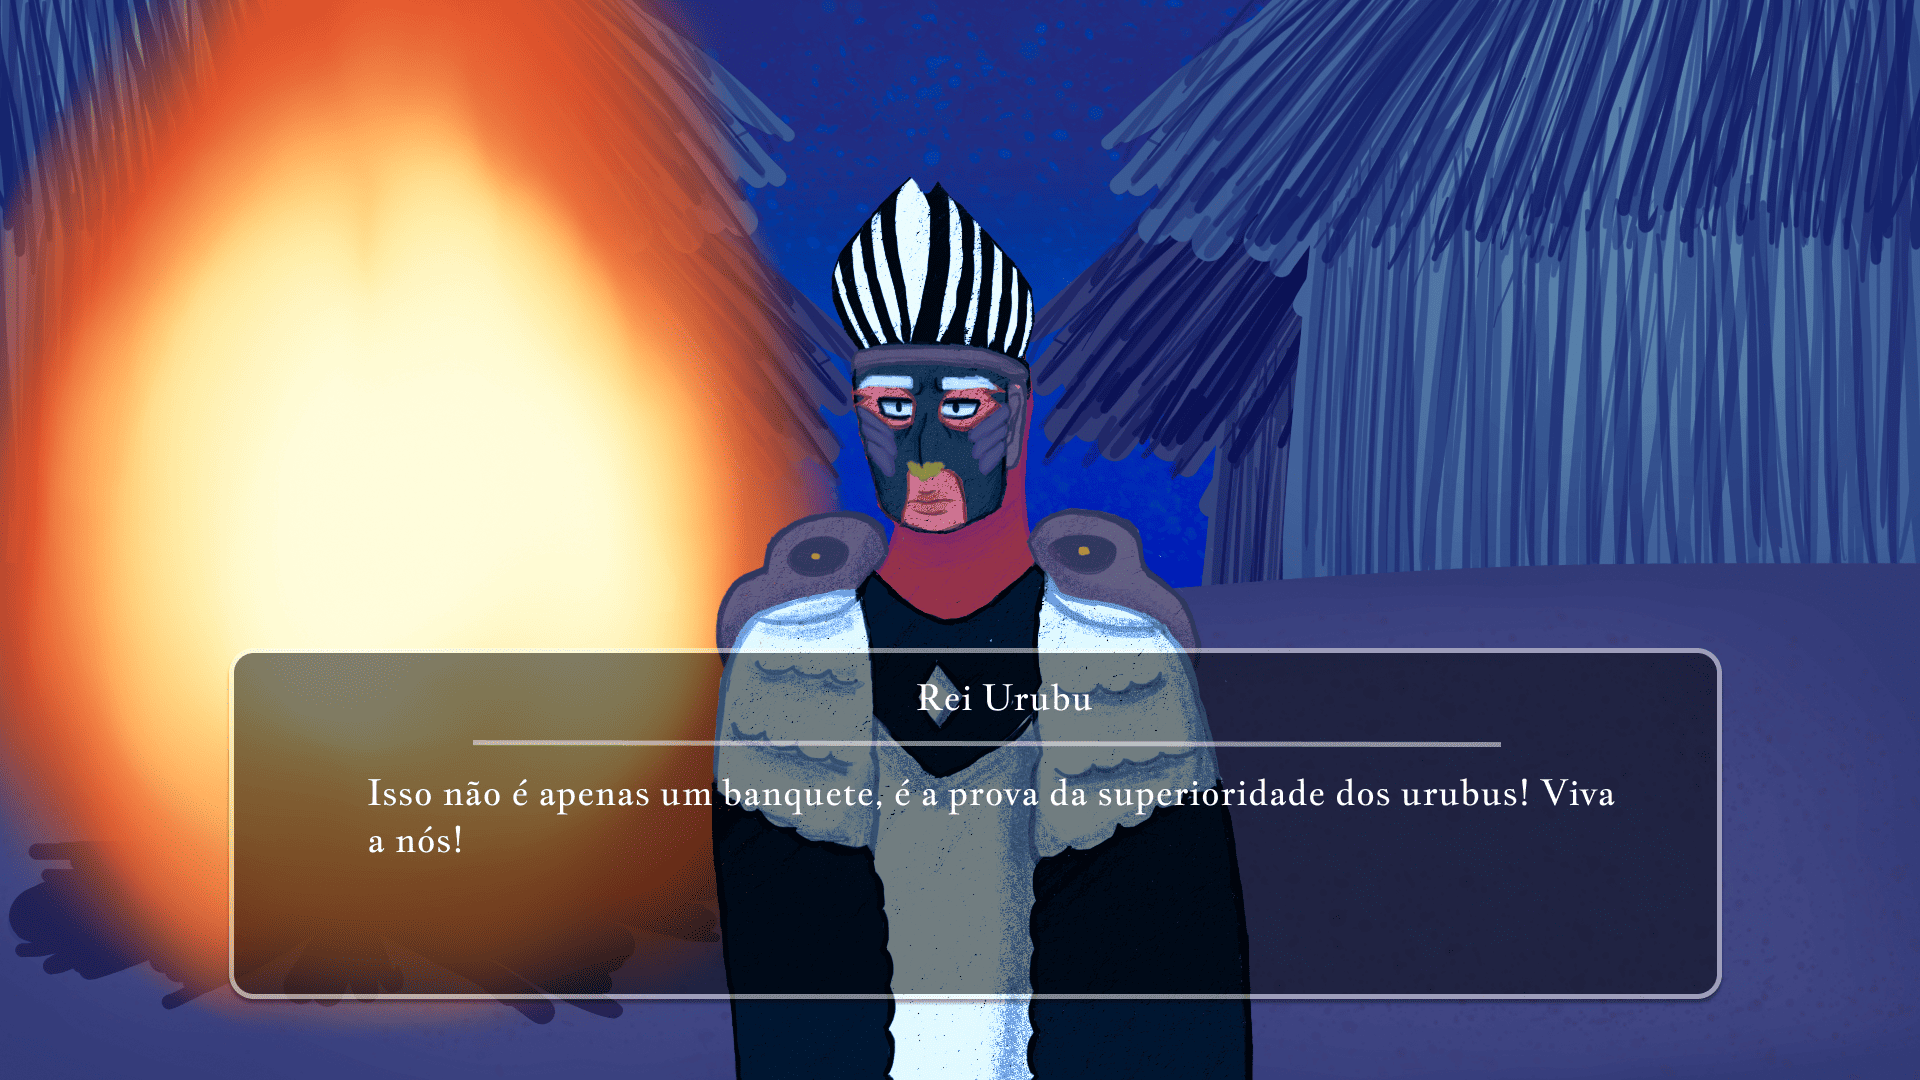 Rei Urubu
Isso não é apenas um banquete, é a prova da superioridade dos urubus! Viva
a nós!